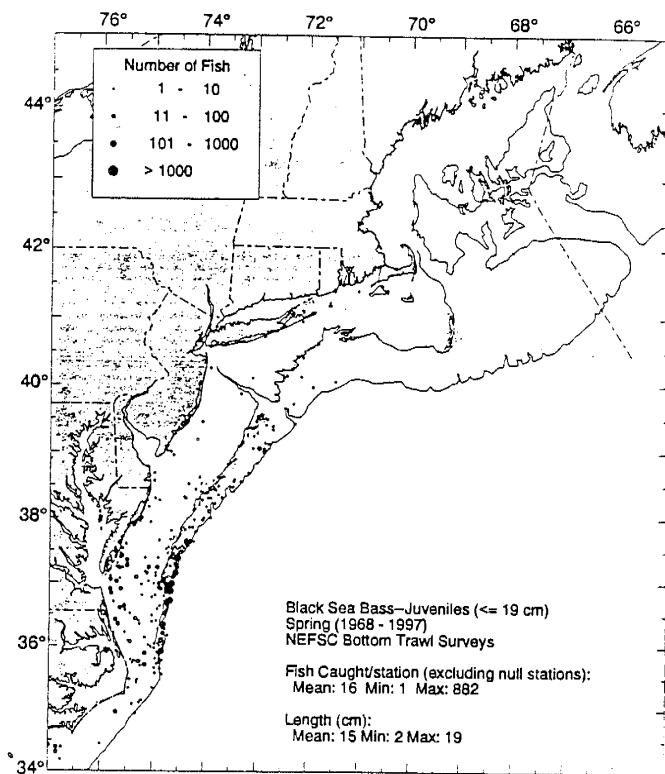 76° 74° 72° 70° 68° 66°
Number of Fish
1 - 10
11 - 100
101 - 1000
> 1000
44°
42°
40°
38°
36°
34°
Black Sea Bass–Juveniles (<= 19 cm)
Spring (1968 - 1997)
NEFSC Bottom Trawl Surveys
Fish Caught/station (excluding null stations):
Mean: 16 Min: 1 Max: 882
Length (cm):
Mean: 15 Min: 2 Max: 19